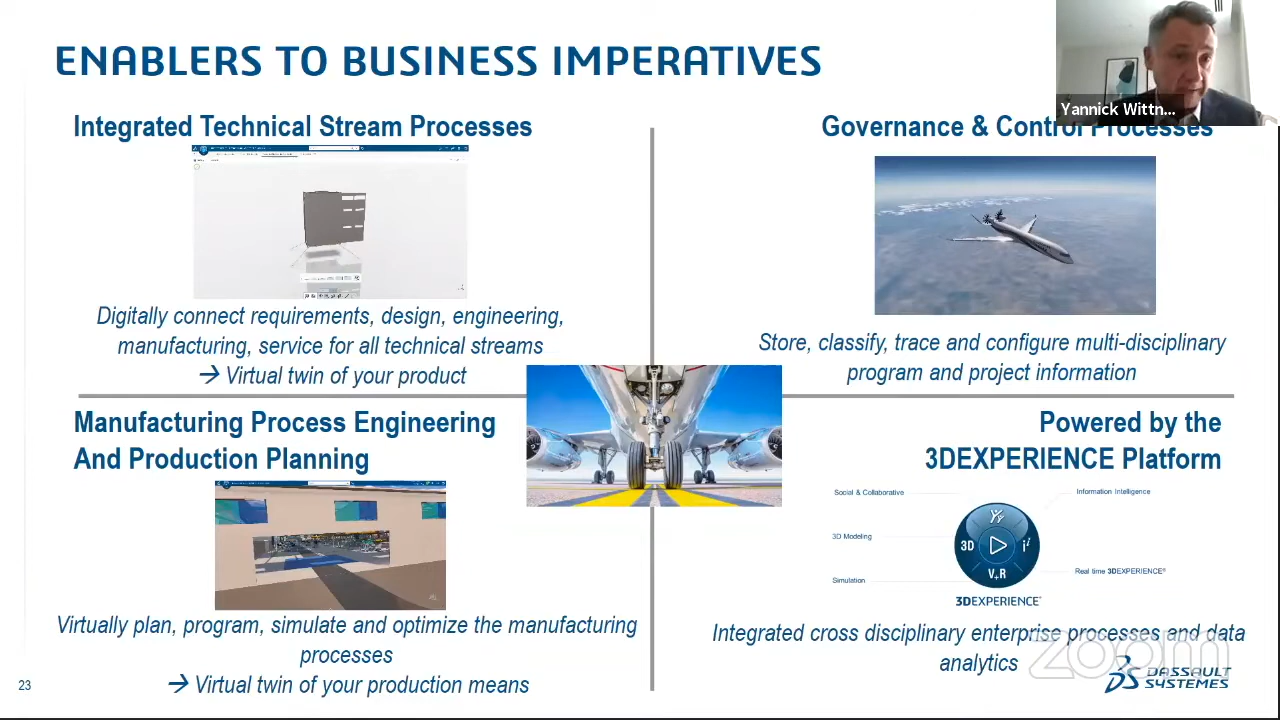 ENABLERS TO BUSINESS IMPERATIVES
Yannick Wittn...
Integrated Technical Stream Processes
Governance & Control Processes
Digitally connect requirements, design, engineering,
manufacturing, service for all technical streams
→ Virtual twin of your product
Store, classify, trace and configure multi-disciplinary
program and project information
Manufacturing Process Engineering
And Production Planning
Powered by the
3DEXPERIENCE Platform
Social & Collaborative
Information Intelligence
3D Modeling
3D
i
V+R
Simulation
Real time 3DEXPERIENCE®
3DEXPERIENCE®
Virtually plan, program, simulate and optimize the manufacturing
processes
→ Virtual twin of your production means
Integrated cross disciplinary enterprise processes and data
analytics
zoom
DASSAULT
SYSTEMES
23